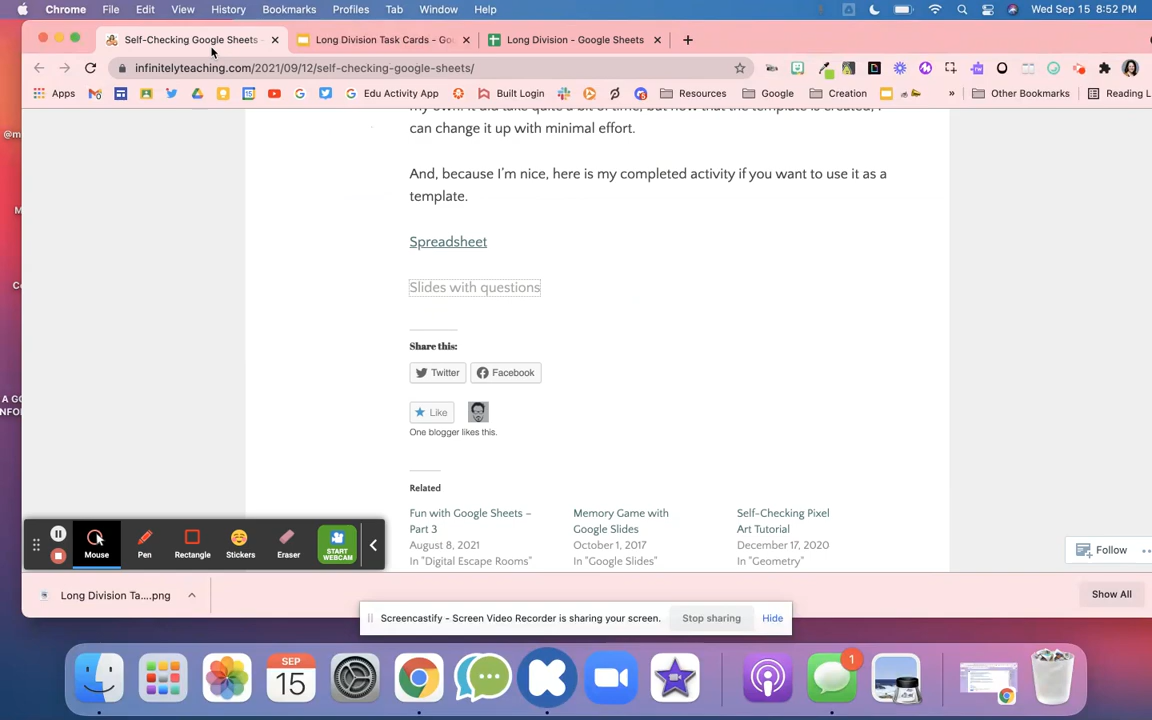 Chrome File Edit View History Bookmarks Profiles Tab Window Help Wed Sep 15 8:52 PM
Self-Checking Google Sheets - Long Division Task Cards - Go Long Division - Google Sheets
infinitelyteaching.com/2021/09/12/self-checking-google-sheets/
Apps Edu Activity App Built Login Resources Google Creation » Other Bookmarks Reading L
can change it up with minimal effort.
And, because I'm nice, here is my completed activity if you want to use it as a
template.
Spreadsheet
Slides with questions
Share this:
Twitter Facebook
Like
One blogger likes this.
Related
Fun with Google Sheets –
Part 3
August 8, 2021
In "Digital Escape Rooms"
Memory Game with
Google Slides
October 1, 2017
In "Google Slides"
Self-Checking Pixel
Art Tutorial
December 17, 2020
In "Geometry"
Follow
Mouse Pen Rectangle Stickers Eraser START
WEBCAM
Long Division Ta....png
Show All
Screencastify - Screen Video Recorder is sharing your screen. Stop sharing Hide
SEP
15
1